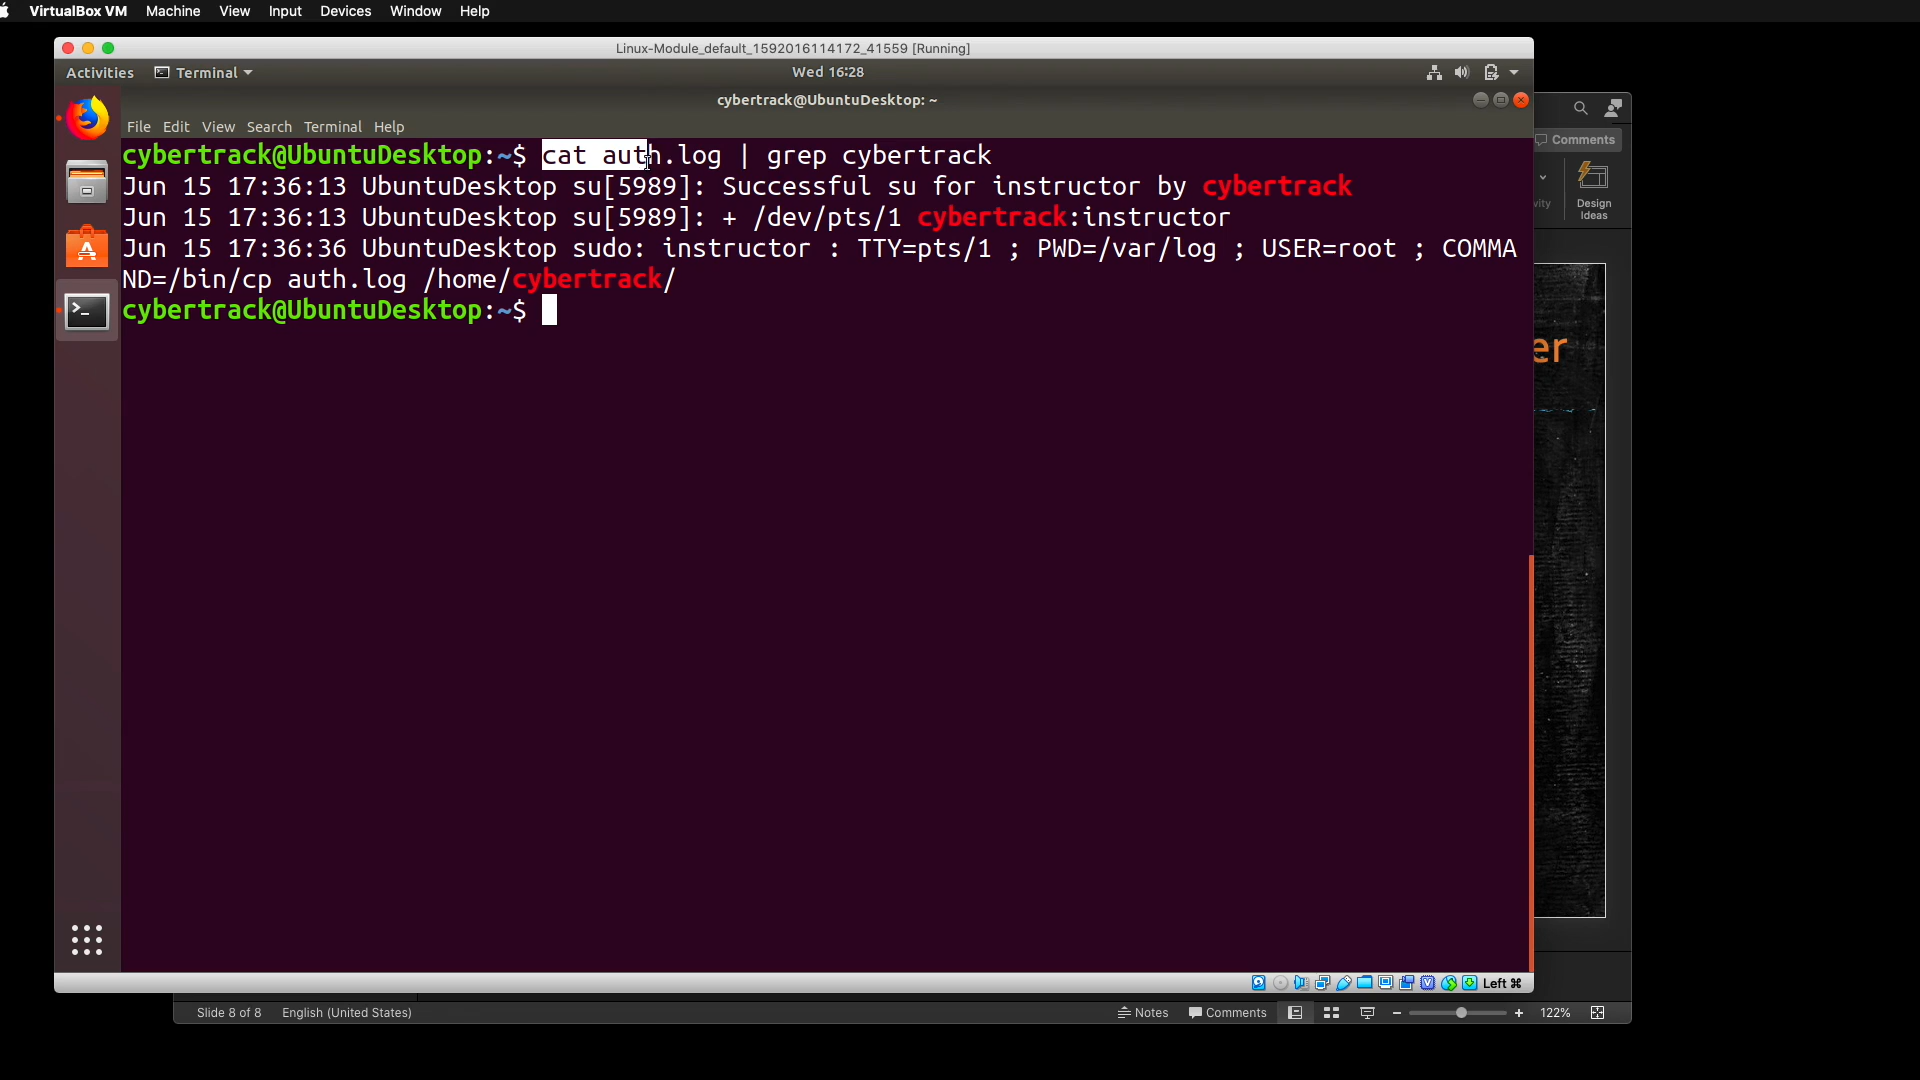 VirtualBox VM Machine View Input Devices Window Help
Linux-Module_default_1592016114172_41559 [Running]
Activities Terminal Wed 16:28
cybertrack@UbuntuDesktop: ~
File Edit View Search Terminal Help
cybertrack@UbuntuDesktop:~$ cat auth.log | grep cybertrack
Jun 15 17:36:13 UbuntuDesktop su[5989]: Successful su for instructor by cybertrack
Jun 15 17:36:13 UbuntuDesktop su[5989]: + /dev/pts/1 cybertrack:instructor
Jun 15 17:36:36 UbuntuDesktop sudo: instructor : TTY=pts/1 ; PWD=/var/log ; USER=root ; COMMA
ND=/bin/cp auth.log /home/cybertrack/
cybertrack@UbuntuDesktop:~$
Comments
vity
Design
Ideas
er
Left ⌘
Slide 8 of 8 English (United States) Notes Comments 122%